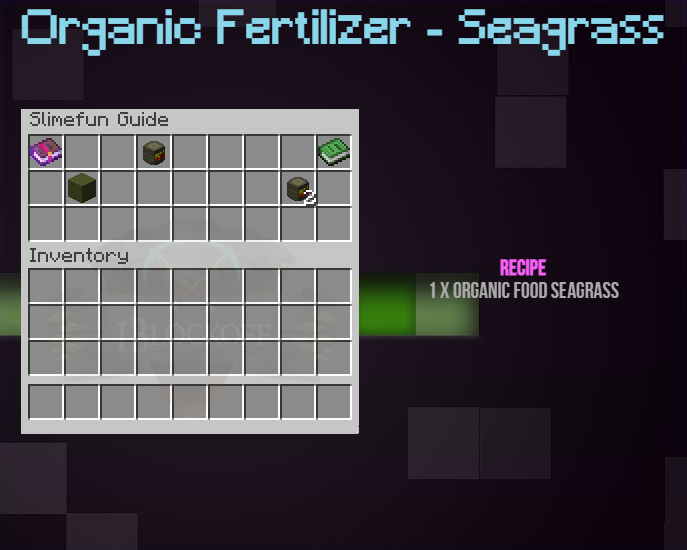 Organic Fertilizer - Seagrass
Slimefun Guide
2
Inventory
RECIPE
1 X ORGANIC FOOD SEAGRASS